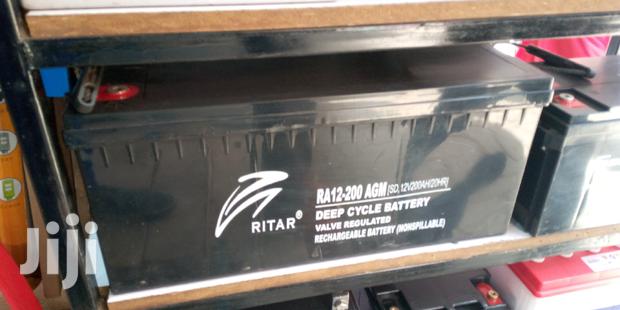 RA12-200 AGM [SD, 12V200AH/20HR]
DEEP CYCLE BATTERY
VALVE REGULATED
RECHARGEABLE BATTERY (NONSPILLABLE)
RITAR®
Jiji